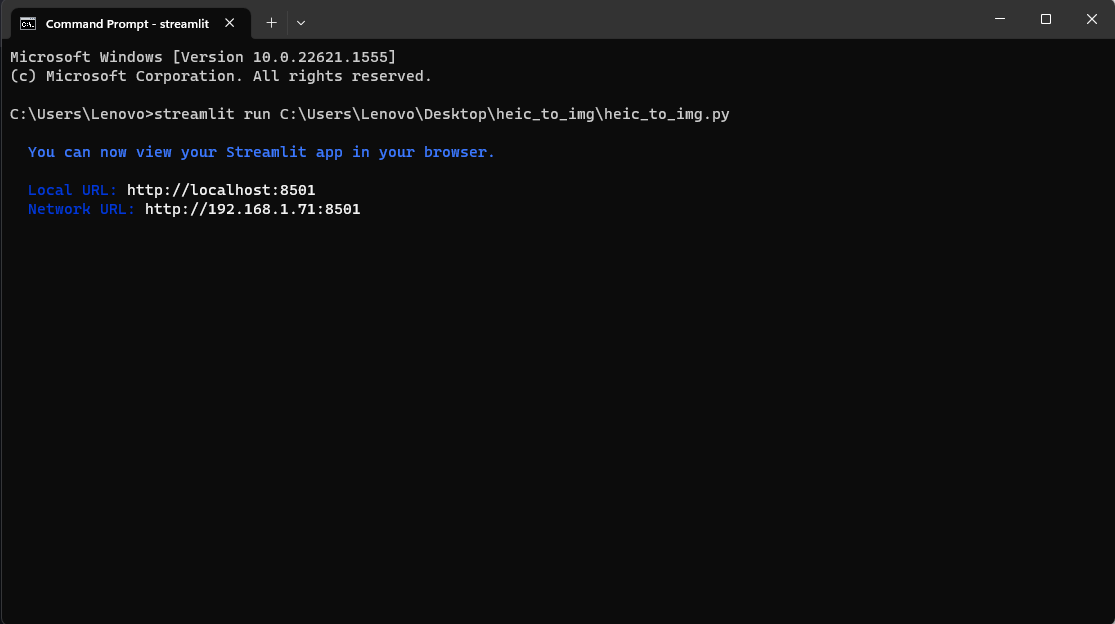 Command Prompt - streamlit
Microsoft Windows [Version 10.0.22621.1555]
(c) Microsoft Corporation. All rights reserved.
C:\Users\Lenovo>streamlit run C:\Users\Lenovo\Desktop\heic_to_img\heic_to_img.py
You can now view your Streamlit app in your browser.
Local URL: http://localhost:8501
Network URL: http://192.168.1.71:8501